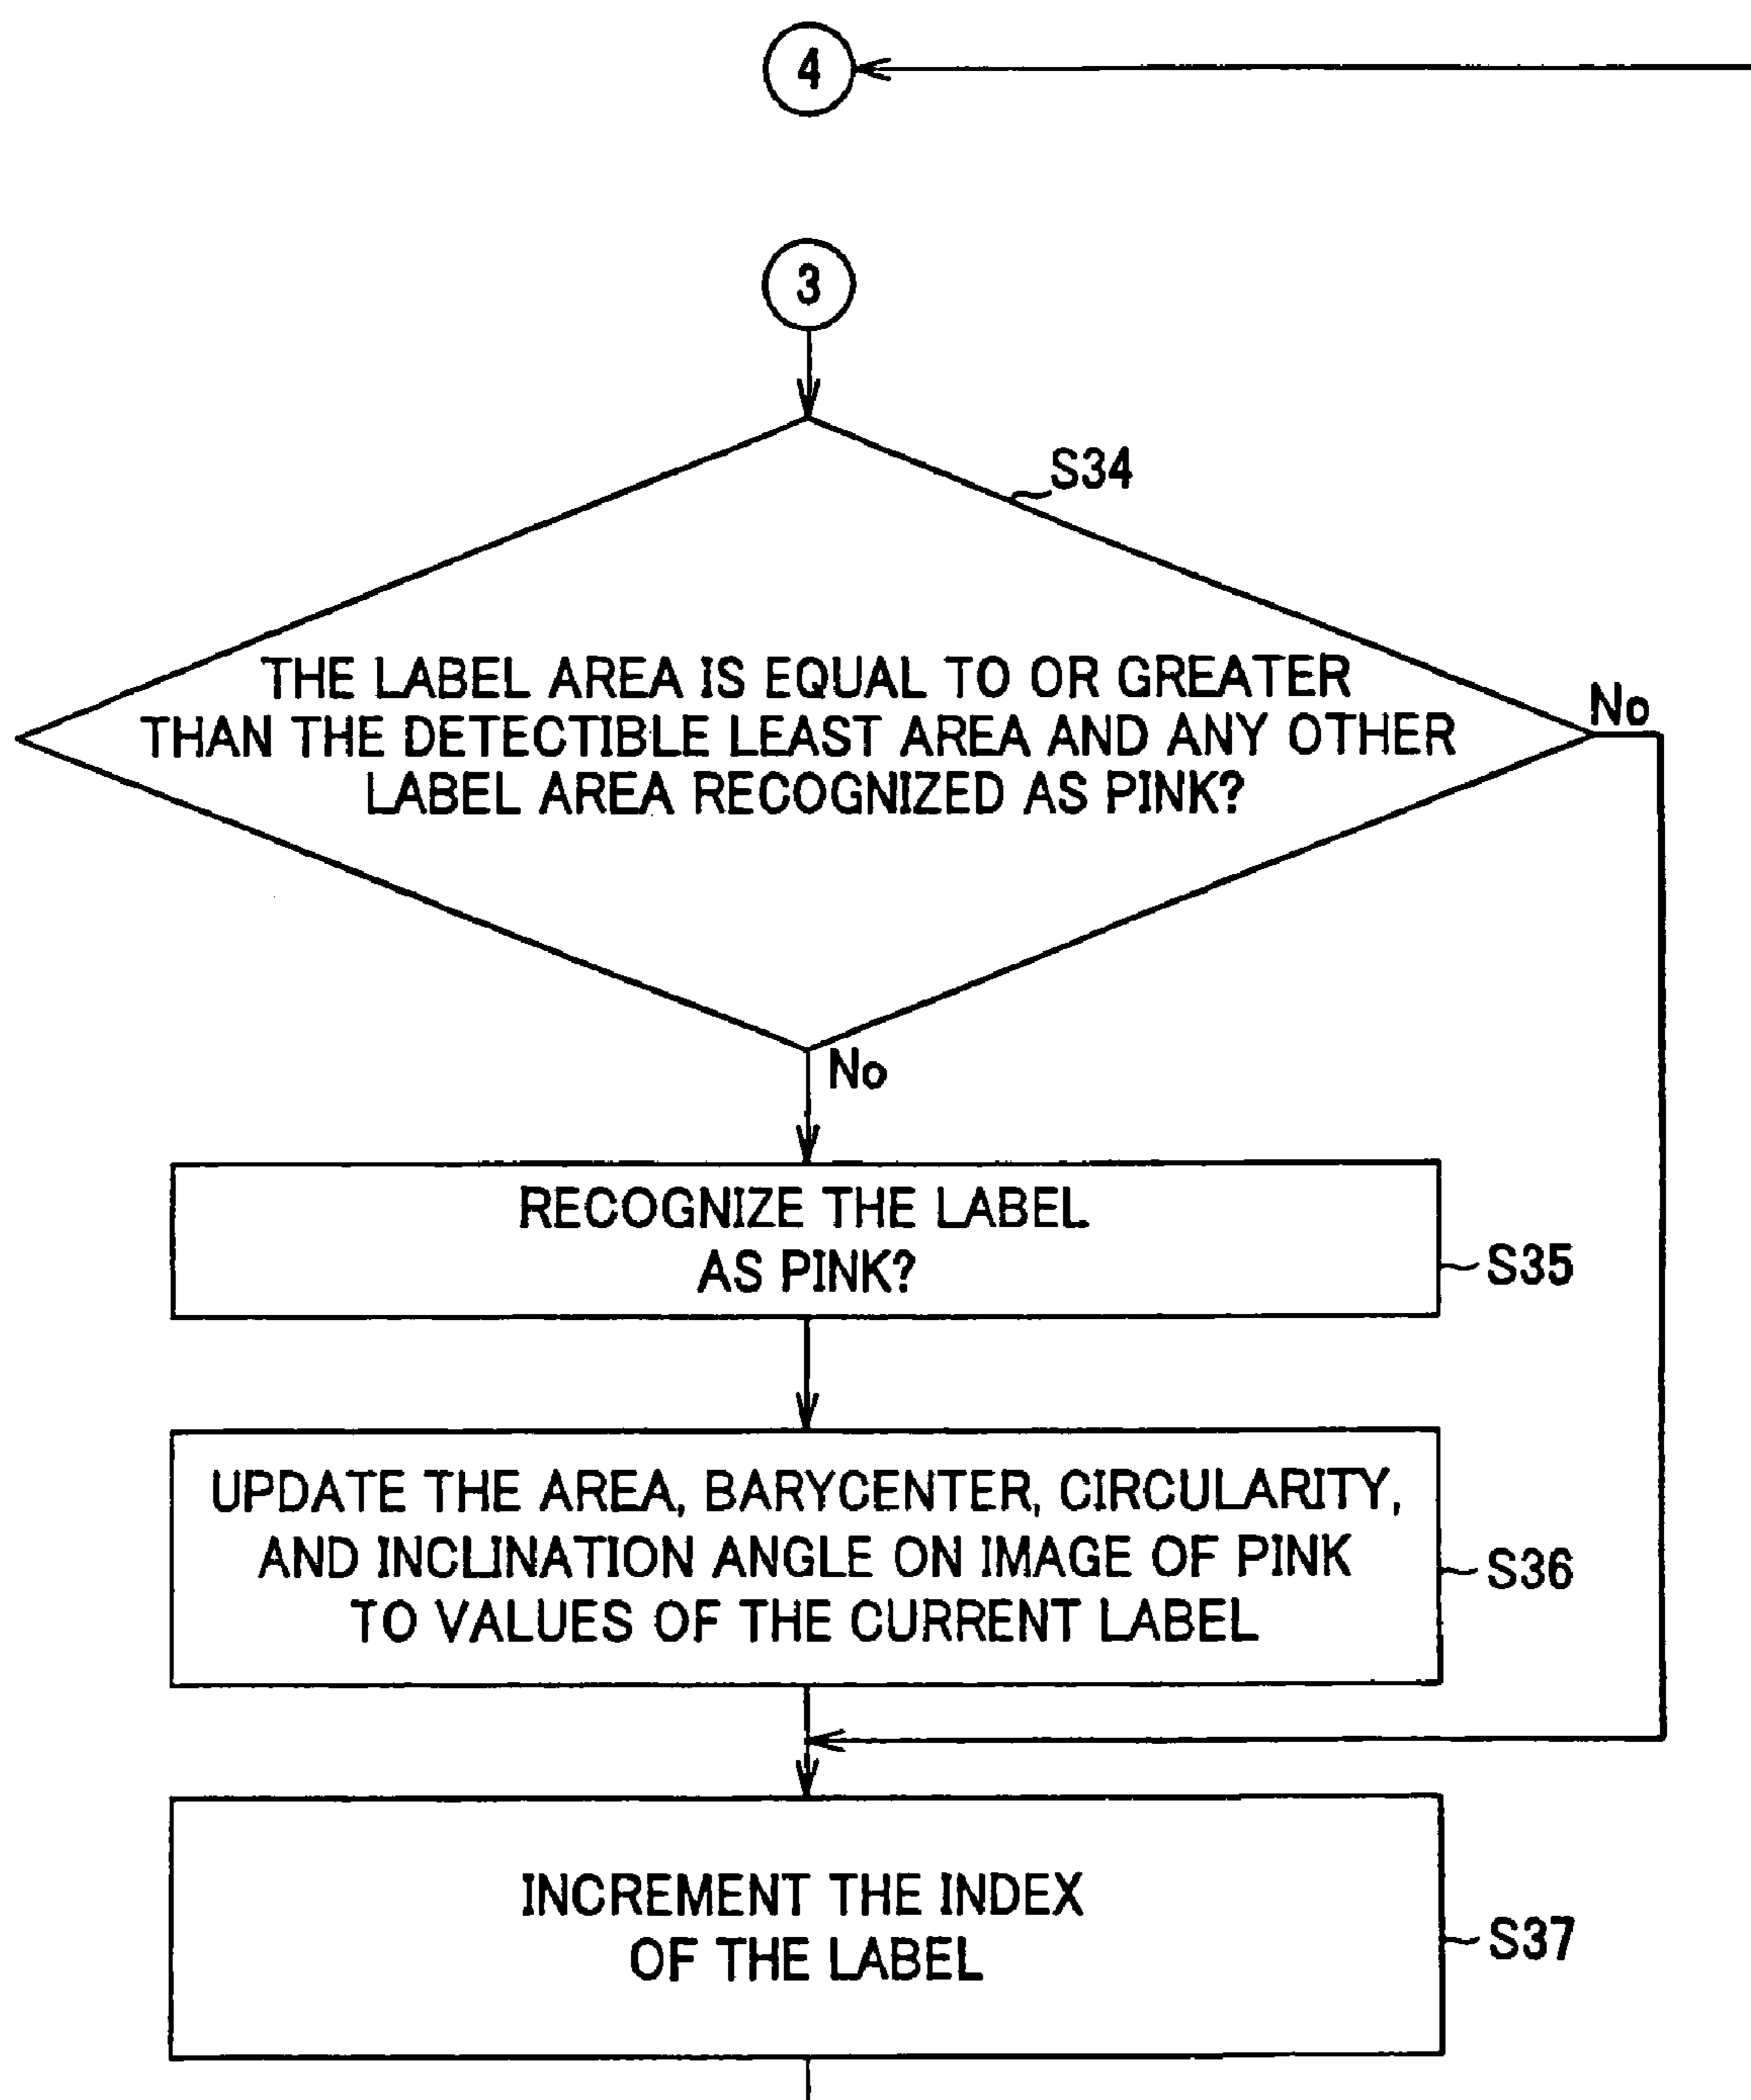 4
3
S34
THE LABEL AREA IS EQUAL TO OR GREATER
THAN THE DETECTIBLE LEAST AREA AND ANY OTHER
LABEL AREA RECOGNIZED AS PINK?
No
No
RECOGNIZE THE LABEL
AS PINK?
S35
UPDATE THE AREA, BARYCENTER, CIRCULARITY,
AND INCLINATION ANGLE ON IMAGE OF PINK
TO VALUES OF THE CURRENT LABEL
S36
INCREMENT THE INDEX
OF THE LABEL
S37